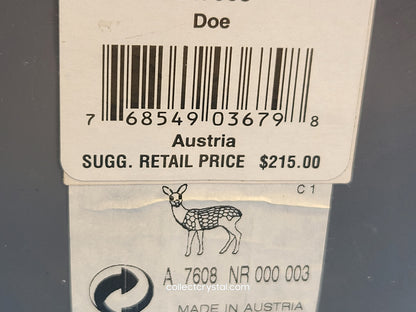 Doe
7 68549 03679 8
Austria
SUGG. RETAIL PRICE $215.00
C 1
A 7608 NR 000 003
collectcrystal.com
MADE IN AUSTRIA